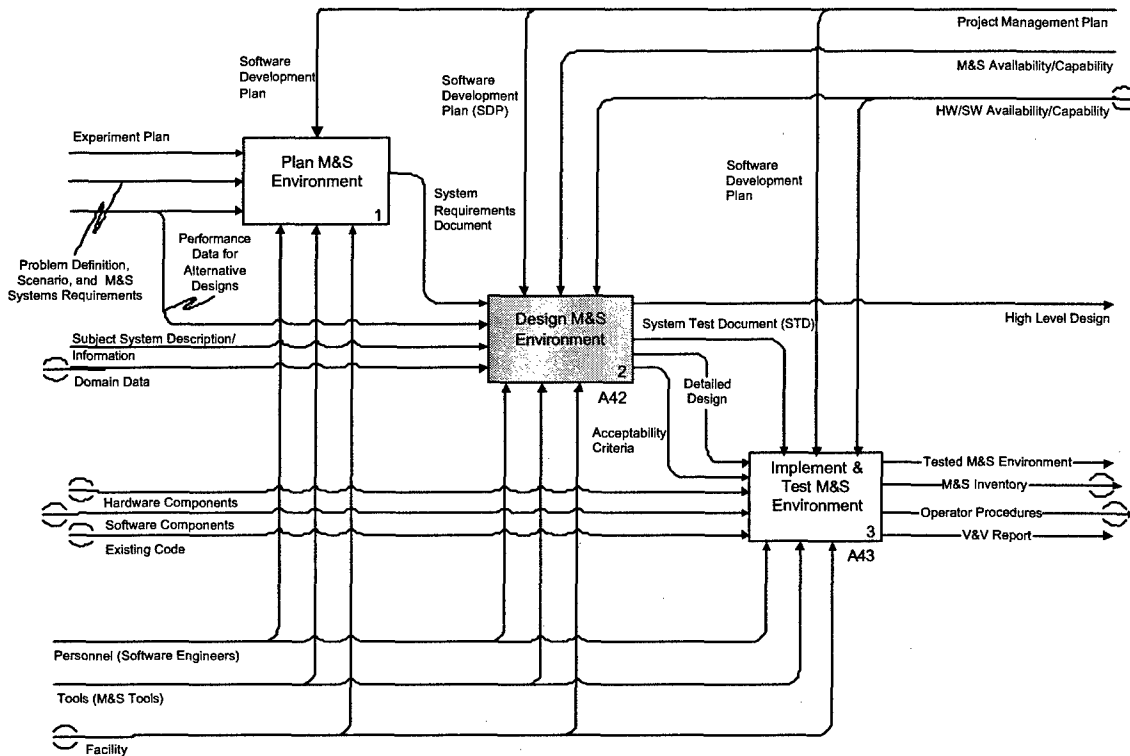 Project Management Plan
Software
Development
Plan
M&S Availability/Capability
Software
Development
Plan (SDP)
HW/SW Availability/Capability
Experiment Plan
Plan M&S
Environment
1
Software
Development
Plan
System
Requirements
Document
Performance
Data for
Alternative
Designs
Problem Definition,
Scenario, and M&S
Systems Requirements
Design M&S
Environment
2
A42
High Level Design
System Test Document (STD)
Subject System Description/
Information
Domain Data
Detailed
Design
Acceptability
Criteria
Implement &
Test M&S
Environment
3
A43
Tested M&S Environment
M&S Inventory
Operator Procedures
V&V Report
Hardware Components
Software Components
Existing Code
Personnel (Software Engineers)
Tools (M&S Tools)
Facility